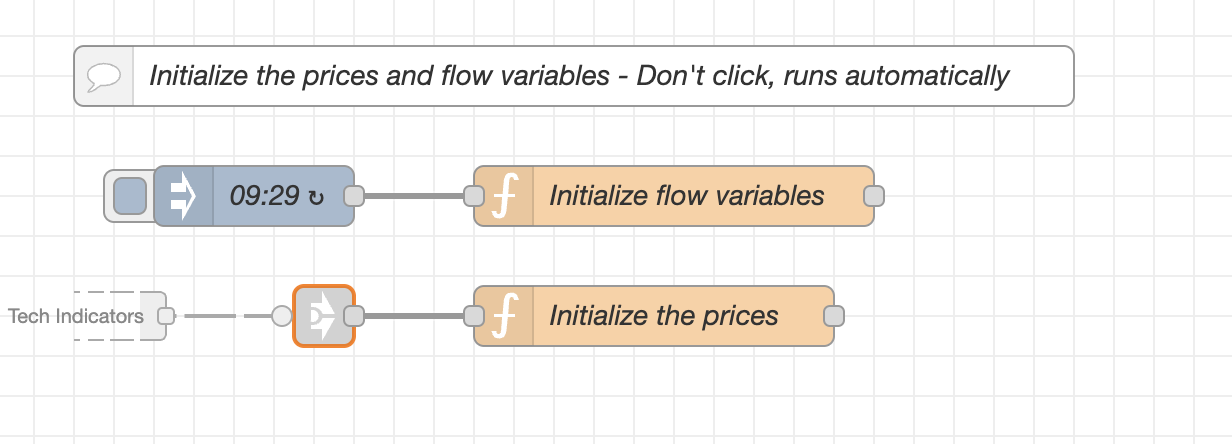 Initialize the prices and flow variables - Don't click, runs automatically
09:29 ↻
Initialize flow variables
Tech Indicators
Initialize the prices